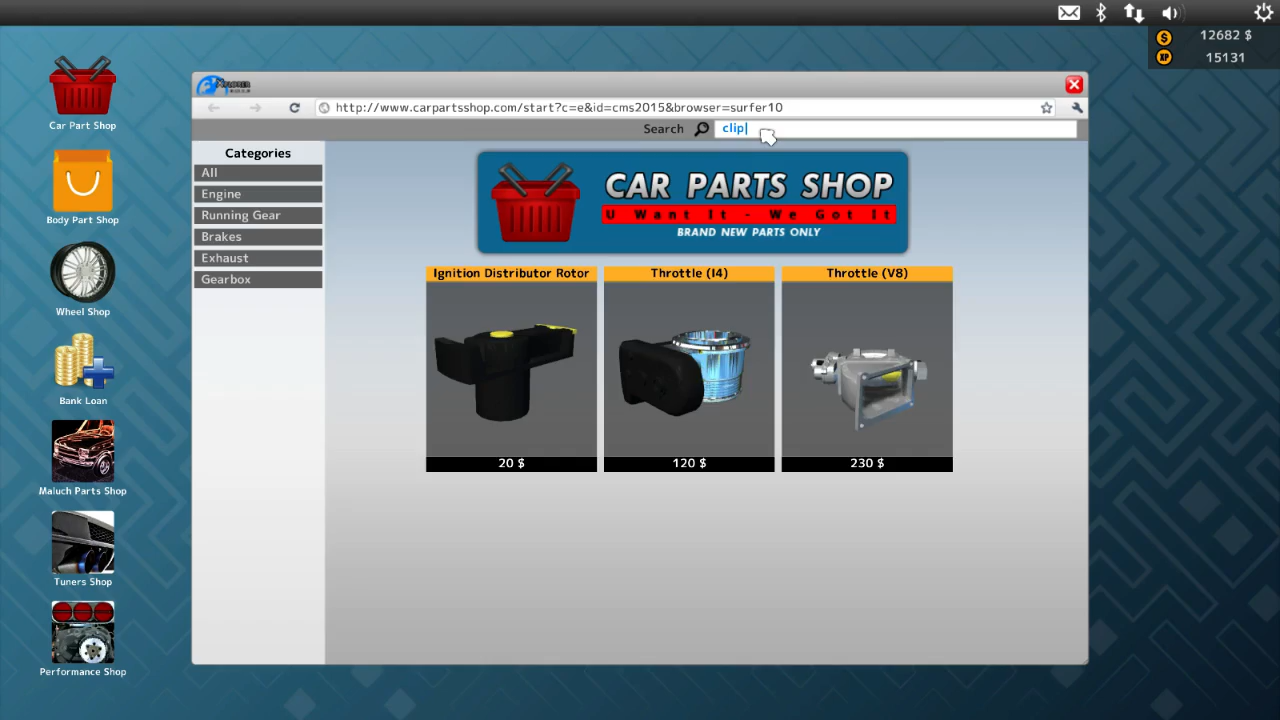 12682 $
15131
Car Part Shop
Body Part Shop
Wheel Shop
Bank Loan
Maluch Parts Shop
Tuners Shop
Performance Shop
http://www.carpartsshop.com/start?c=e&id=cms2015&browser=surfer10
Search clip
Categories
All
Engine
Running Gear
Brakes
Exhaust
Gearbox
CAR PARTS SHOP
U Want It - We Got It
BRAND NEW PARTS ONLY
Ignition Distributor Rotor
20 $
Throttle (I4)
120 $
Throttle (V8)
230 $